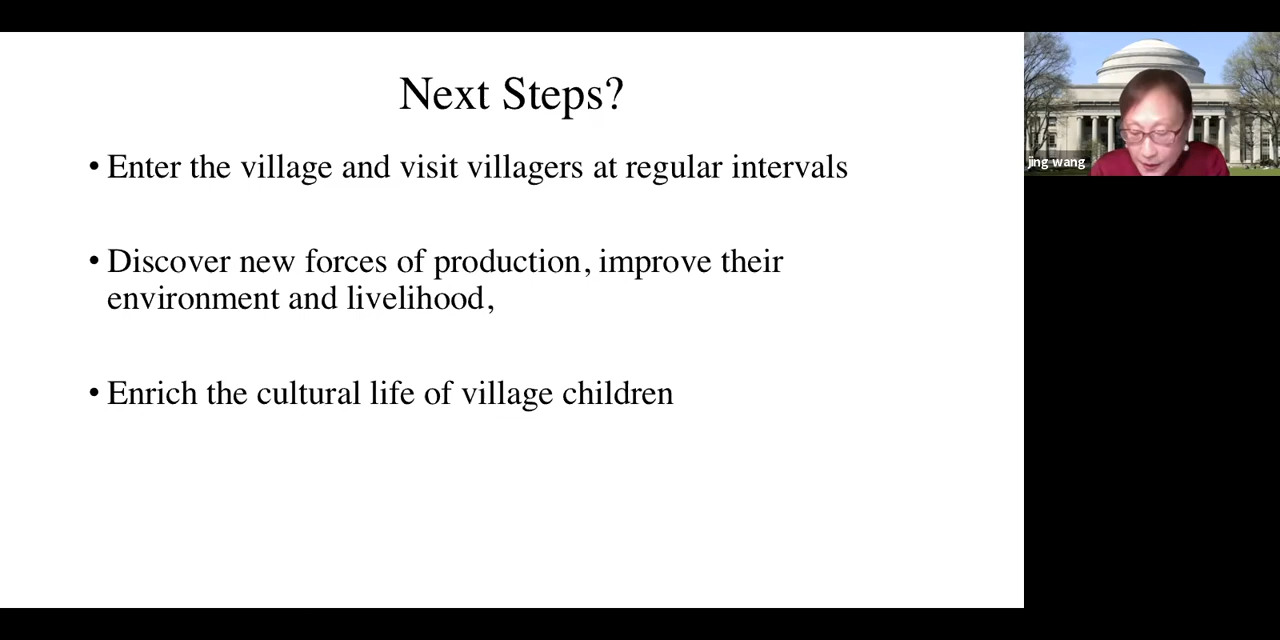 Next Steps?
• Enter the village and visit villagers at regular intervals
• Discover new forces of production, improve their
environment and livelihood,
• Enrich the cultural life of village children
jing wang